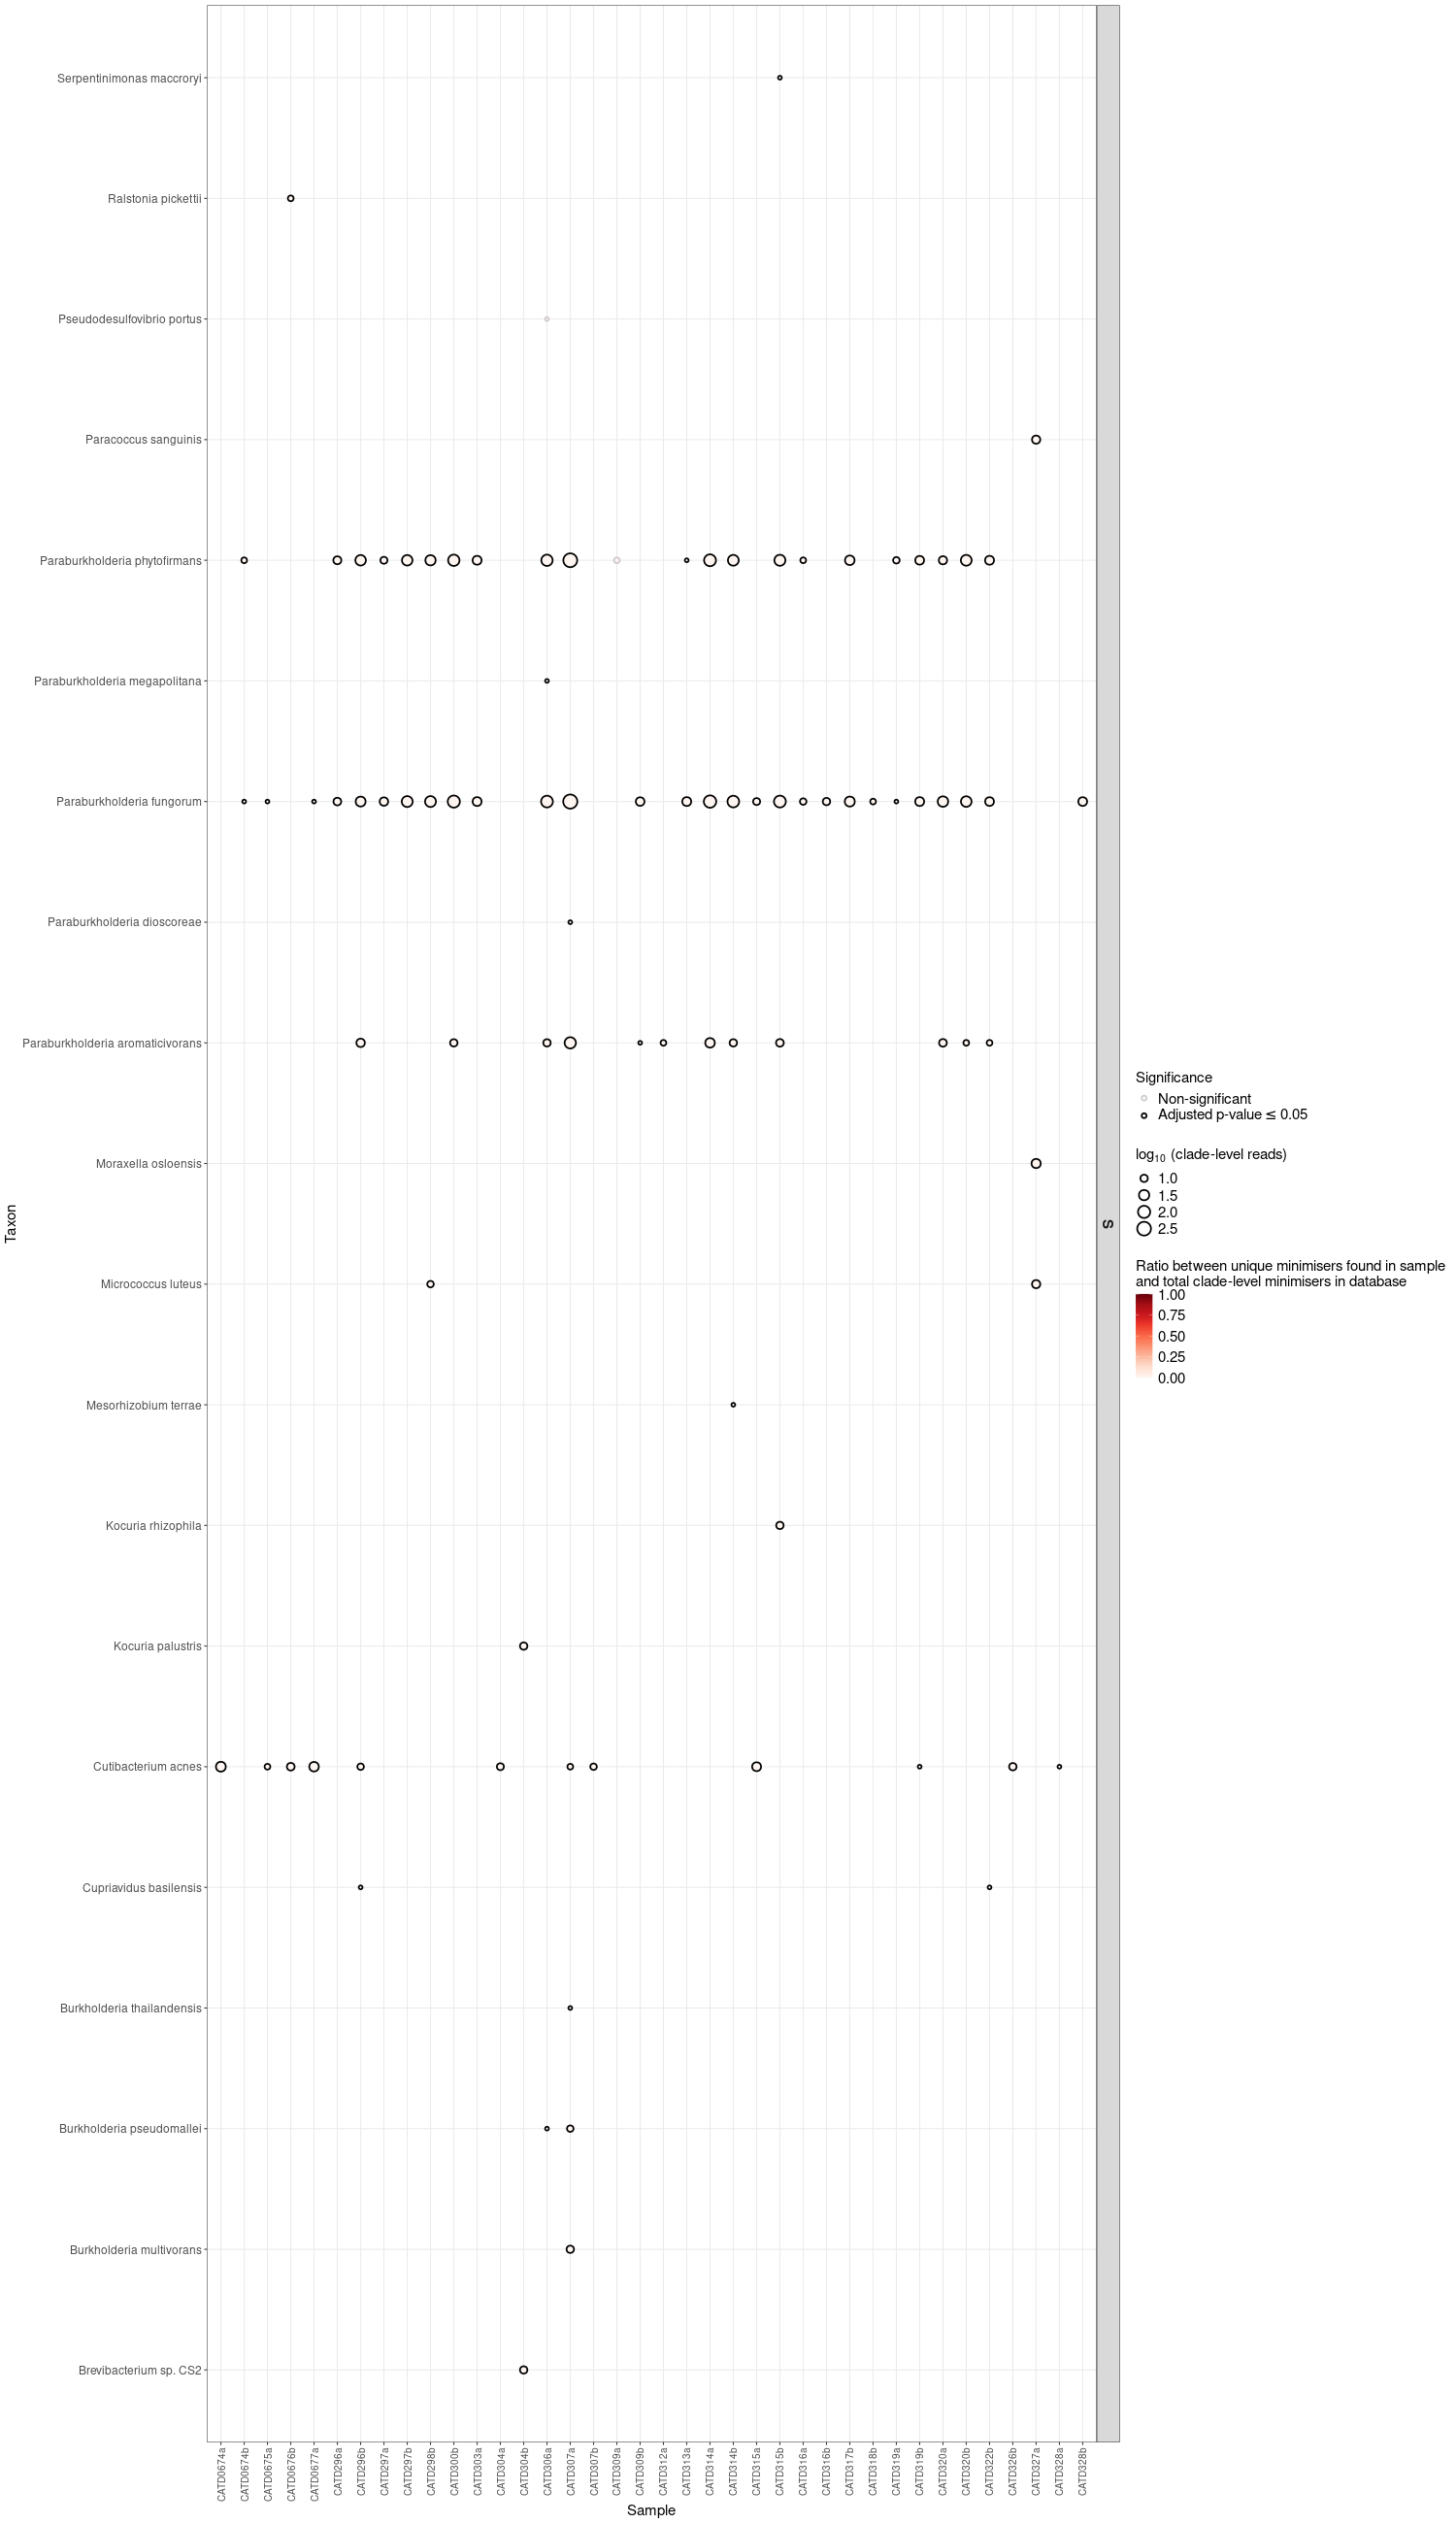 Serpentinimonas maccroryi
Ralstonia pickettii
Pseudodesulfovibrio portus
Paracoccus sanguinis
Paraburkholderia phytofirmans
Paraburkholderia megapolitana
Paraburkholderia fungorum
Paraburkholderia dioscoreae
Paraburkholderia aromaticivorans
Moraxella osloensis
Micrococcus luteus
Mesorhizobium terrae
Kocuria rhizophila
Kocuria palustris
Cutibacterium acnes
Cupriavidus basilensis
Burkholderia thailandensis
Burkholderia pseudomallei
Burkholderia multivorans
Brevibacterium sp. CS2
Taxon
CATD0674a
CATD0674b
CATD0675a
CATD0676b
CATD0677a
CATD296a
CATD296b
CATD297a
CATD297b
CATD298b
CATD300b
CATD303a
CATD304a
CATD304b
CATD306a
CATD307a
CATD307b
CATD309a
CATD309b
CATD312a
CATD313a
CATD314a
CATD314b
CATD315a
CATD315b
CATD316a
CATD316b
CATD317b
CATD318b
CATD319a
CATD319b
CATD320a
CATD320b
CATD322b
CATD326b
CATD327a
CATD328a
CATD328b
Sample
S
Significance
Non-significant
Adjusted p-value ≤ 0.05
log10 (clade-level reads)
1.0
1.5
2.0
2.5
Ratio between unique minimisers found in sample
and total clade-level minimisers in database
1.00
0.75
0.50
0.25
0.00